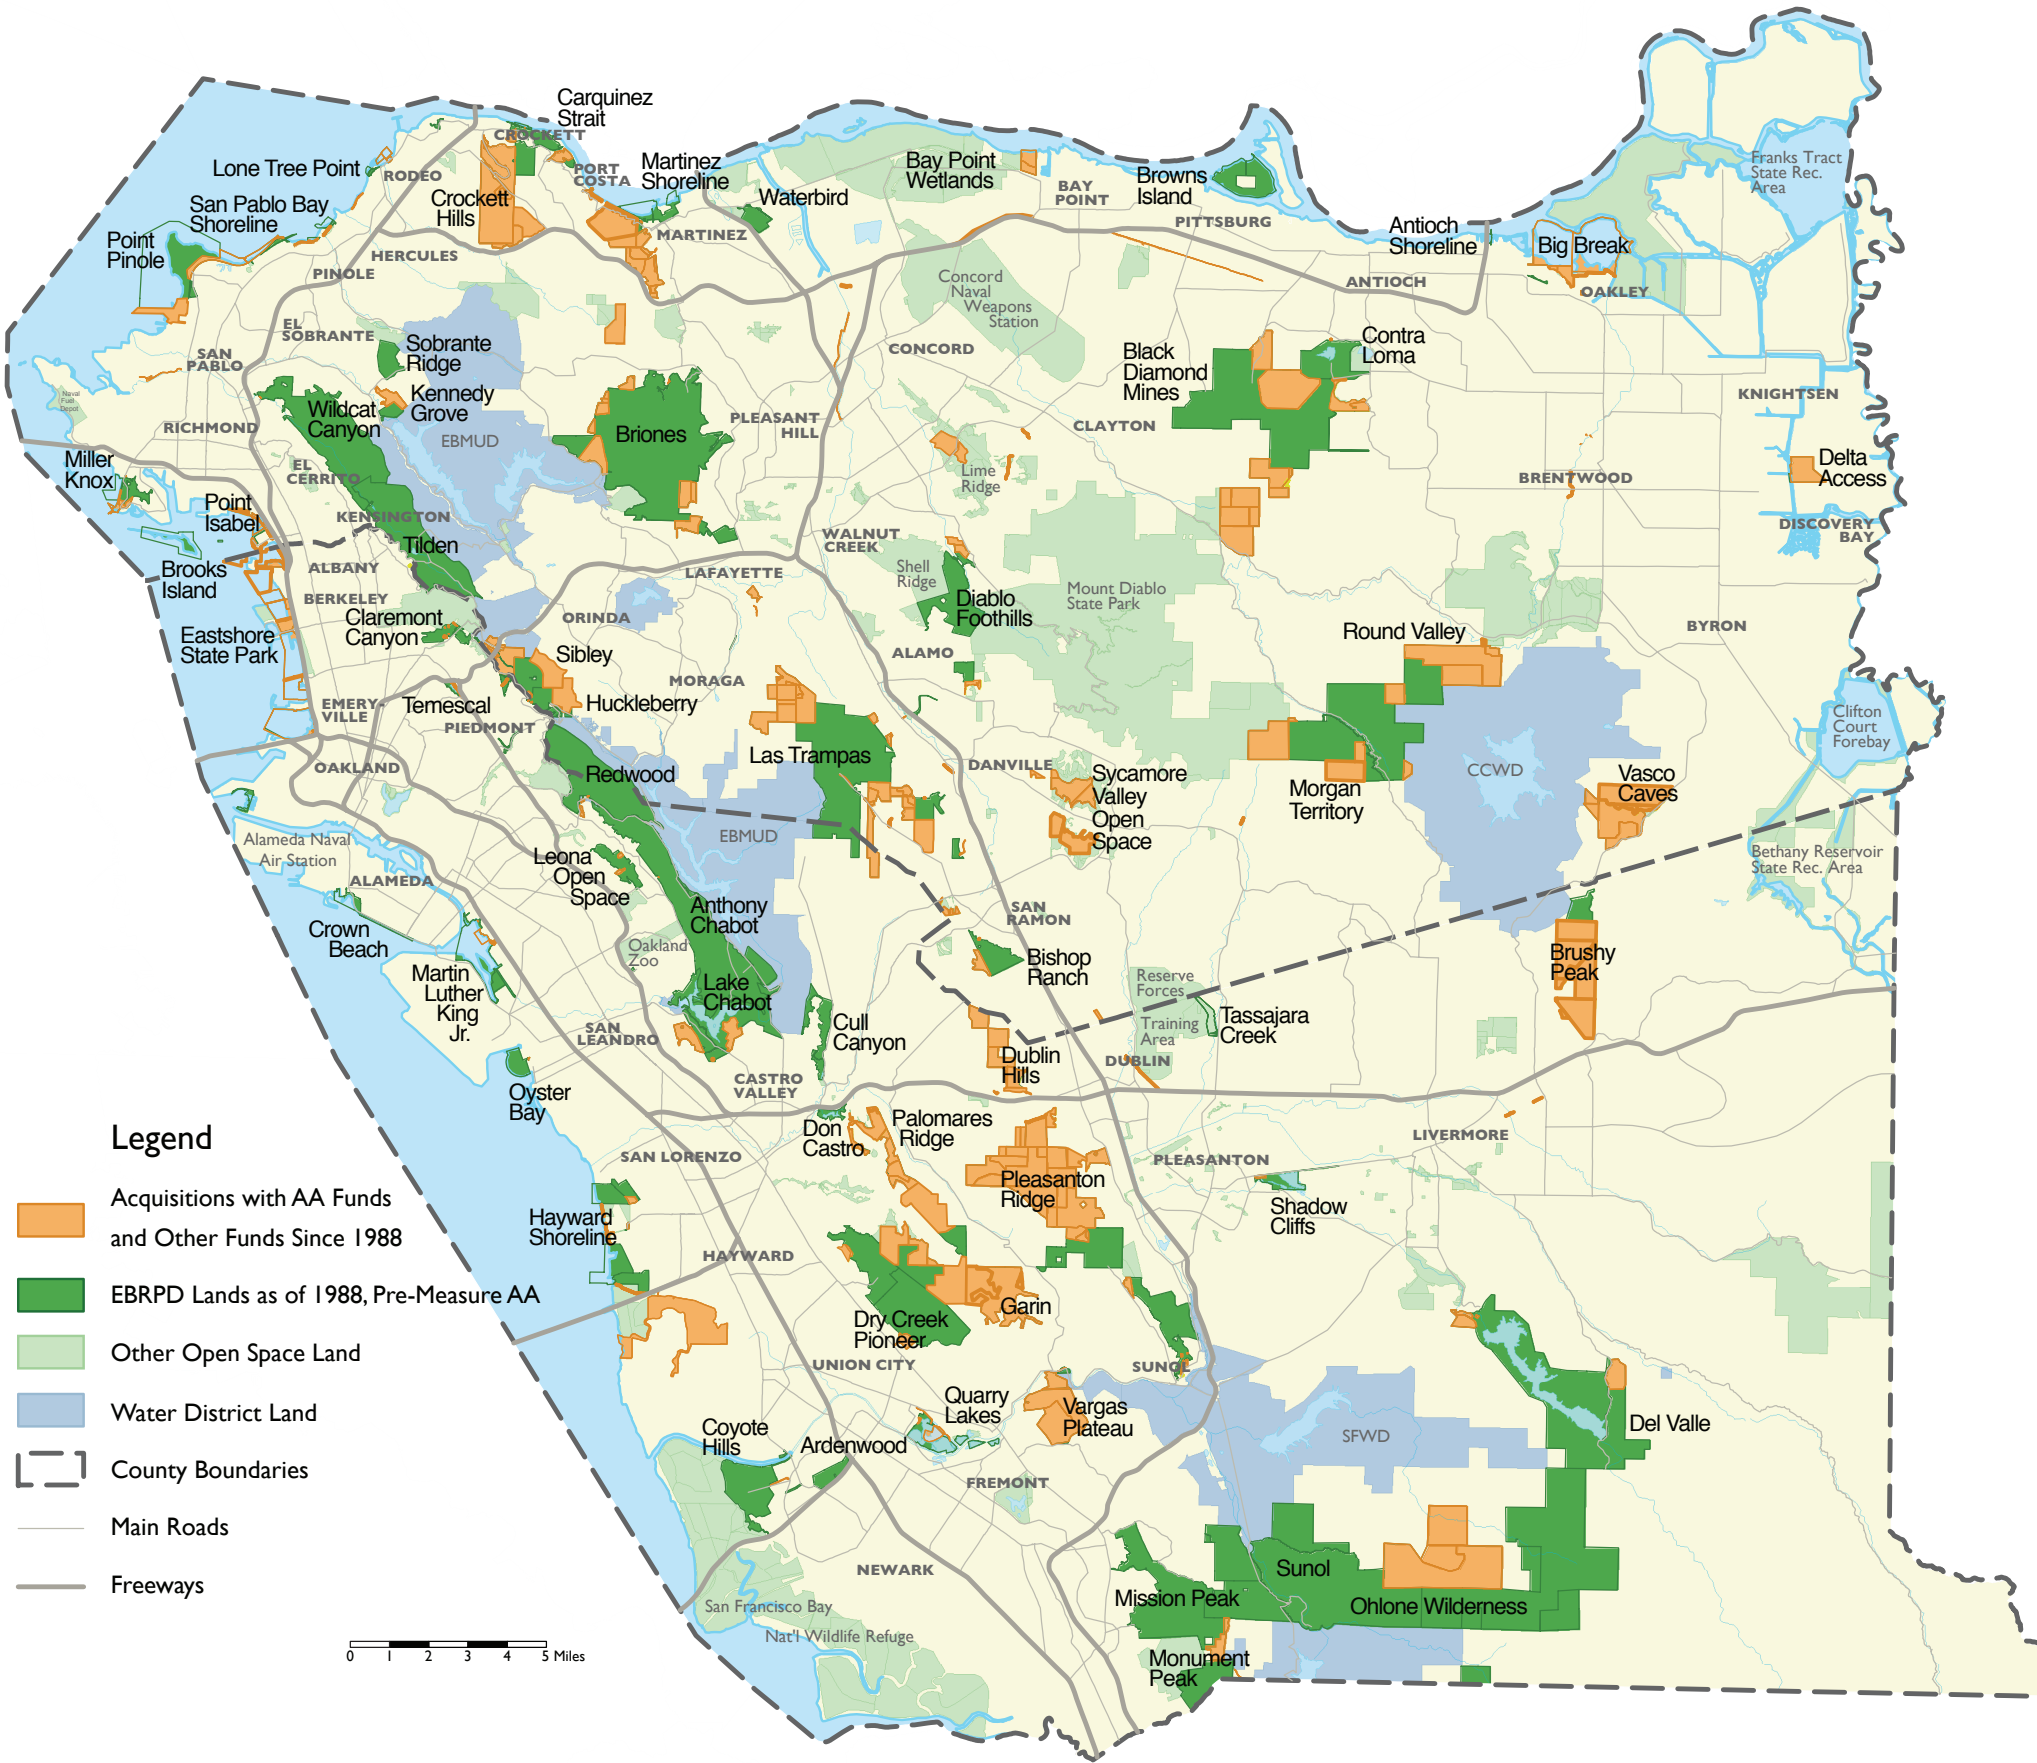 Carquinez
Strait
CROCKETT
Lone Tree Point
RODEO
PORT
COSTA
Martinez
Shoreline
Waterbird
Bay Point
Wetlands
BAY
POINT
Browns
Island
PITTSBURG
Franks Tract
State Rec.
Area
San Pablo Bay
Shoreline
Crockett
Hills
Point
Pinole
HERCULES
PINOLE
MARTINEZ
Antioch
Shoreline
Big Break
ANTIOCH
OAKLEY
Concord
Naval
Weapons
Station
EL
SOBRANTE
SAN
PABLO
Sobrante
Ridge
CONCORD
Black
Diamond
Mines
Contra
Loma
Naval
Fuel
Depot
Kennedy
Grove
Wildcat
Canyon
RICHMOND
EBMUD
Briones
PLEASANT
HILL
CLAYTON
KNIGHTSEN
Miller
Knox
EL
CERRITO
Lime
Ridge
BRENTWOOD
Delta
Access
Point
Isabel
KENSINGTON
DISCOVERY
BAY
Tilden
WALNUT
CREEK
Brooks
Island
ALBANY
LAFAYETTE
Shell
Ridge
Mount Diablo
State Park
BERKELEY
Claremont
Canyon
ORINDA
Diablo
Foothills
Eastshore
State Park
Round Valley
BYRON
Sibley
ALAMO
MORAGA
Temescal
Huckleberry
EMERY-
VILLE
PIEDMONT
Clifton
Court
Forebay
Las Trampas
OAKLAND
Redwood
DANVILLE
Sycamore
Valley
Open
Space
Morgan
Territory
CCWD
Vasco
Caves
Alameda Naval
Air Station
EBMUD
Bethany Reservoir
State Rec. Area
ALAMEDA
Leona
Open
Space
Anthony
Chabot
SAN
RAMON
Crown
Beach
Oakland
Zoo
Bishop
Ranch
Brushy
Peak
Martin
Luther
King
Jr.
Lake
Chabot
Reserve
Forces
Training
Area
Tassajara
Creek
SAN
LEANDRO
Cull
Canyon
Dublin
Hills
DUBLIN
CASTRO
VALLEY
Oyster
Bay
Don
Castro
Palomares
Ridge
LIVERMORE
SAN LORENZO
PLEASANTON
Pleasanton
Ridge
Shadow
Cliffs
Hayward
Shoreline
HAYWARD
Garin
Dry Creek
Pioneer
UNION CITY
SUNOL
Quarry
Lakes
Vargas
Plateau
Del Valle
Coyote
Hills
Ardenwood
SFWD
FREMONT
NEWARK
Sunol
Mission Peak
Ohlone Wilderness
San Francisco Bay
Nat'l Wildlife Refuge
Monument
Peak
Legend
Acquisitions with AA Funds
and Other Funds Since 1988
EBRPD Lands as of 1988, Pre-Measure AA
Other Open Space Land
Water District Land
County Boundaries
Main Roads
Freeways
0 1 2 3 4 5 Miles